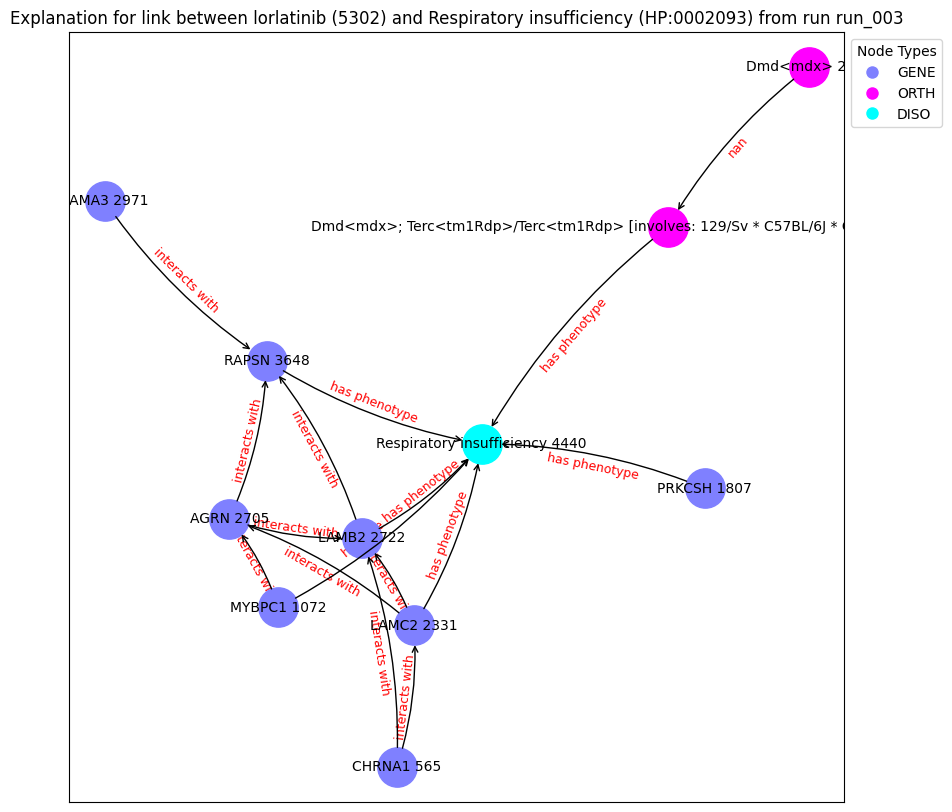 Explanation for link between lorlatinib (5302) and Respiratory insufficiency (HP:0002093) from run run_003
Node Types
GENE
ORTH
DISO
Dmd<mdx> 2
nan
AMA3 2971
Dmd<mdx>; Terc<tm1Rdp>/Terc<tm1Rdp> [involves: 129/Sv * C57BL/6J *
interacts with
has phenotype
RAPSN 3648
has phenotype
interacts with
interacts with
Respiratory insufficiency 4440
has phenotype
has phenotype
PRKCSH 1807
AGRN 2705
interacts with
LAMB2 2722
has phenotype
interacts with
MYBPC1 1072
LAMC2 2331
interacts with
interacts with
CHRNA1 565